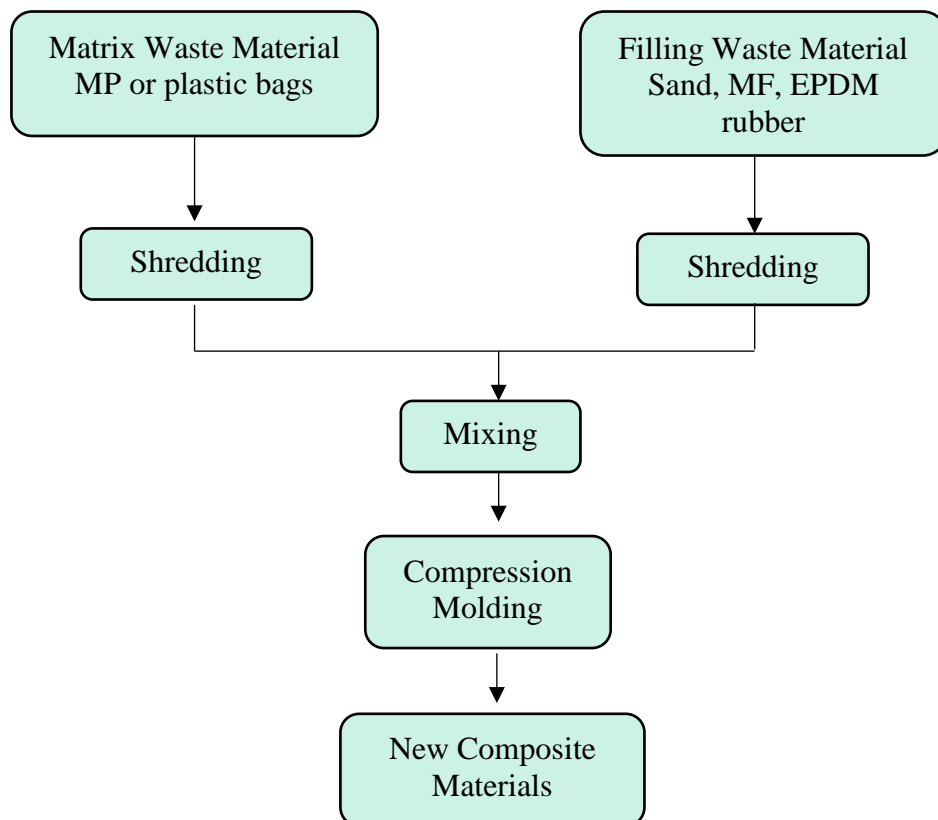 Matrix Waste Material
MP or plastic bags
Filling Waste Material
Sand, MF, EPDM
rubber
Shredding
Shredding
Mixing
Compression
Molding
New Composite
Materials